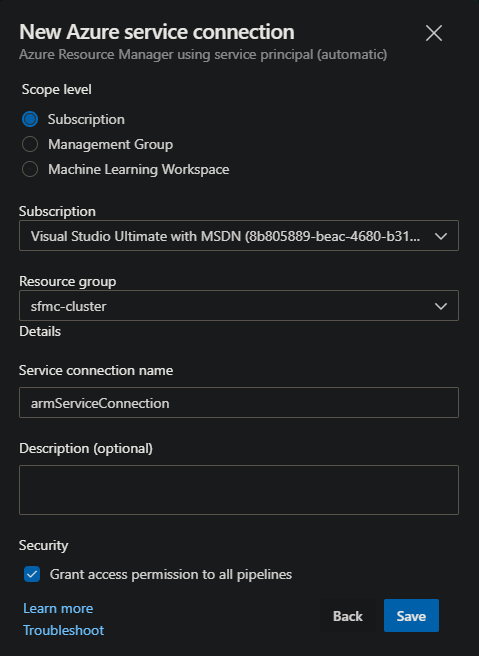 New Azure service connection
Azure Resource Manager using service principal (automatic)
Scope level
Subscription
Management Group
Machine Learning Workspace
Subscription
Visual Studio Ultimate with MSDN (8b805889-beac-4680-b31...
Resource group
sfmc-cluster
Details
Service connection name
armServiceConnection
Description (optional)
Security
Grant access permission to all pipelines
Learn more
Troubleshoot
Back
Save